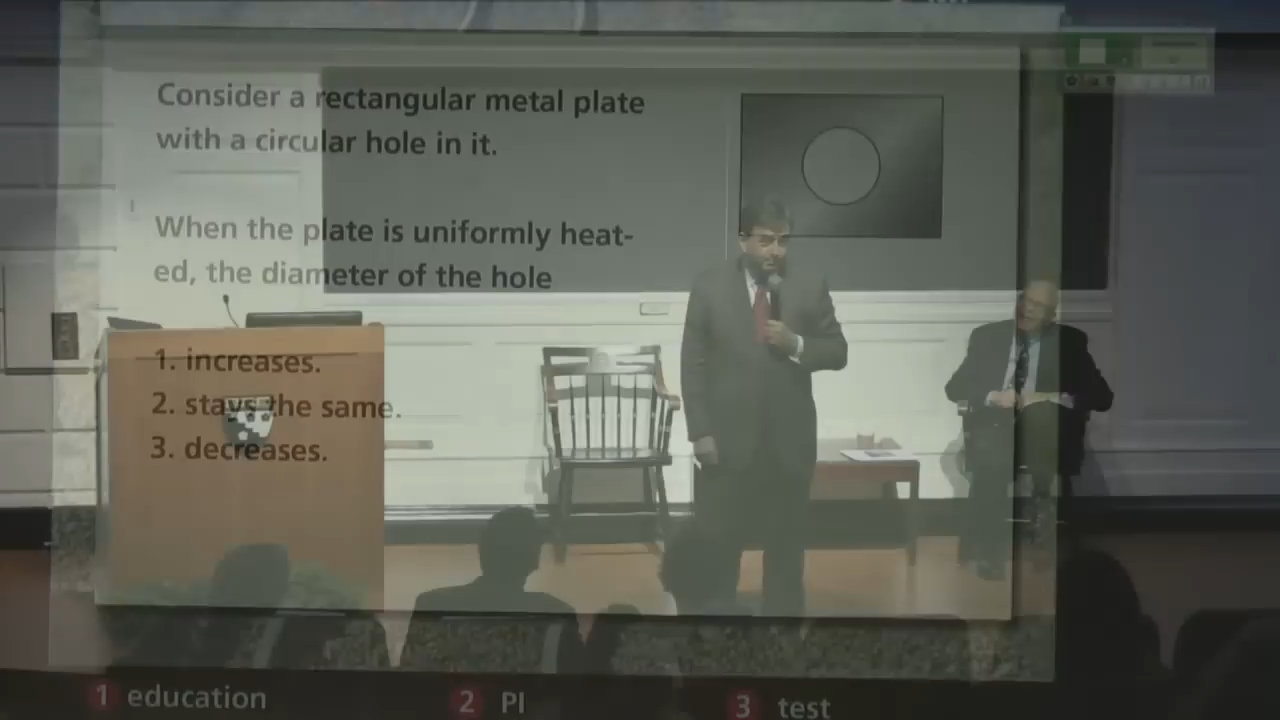 Consider a rectangular metal plate
with a circular hole in it.
When the plate is uniformly heat-
ed, the diameter of the hole
1. increases.
2. stays the same.
3. decreases.
1 education
2 PI
3 test